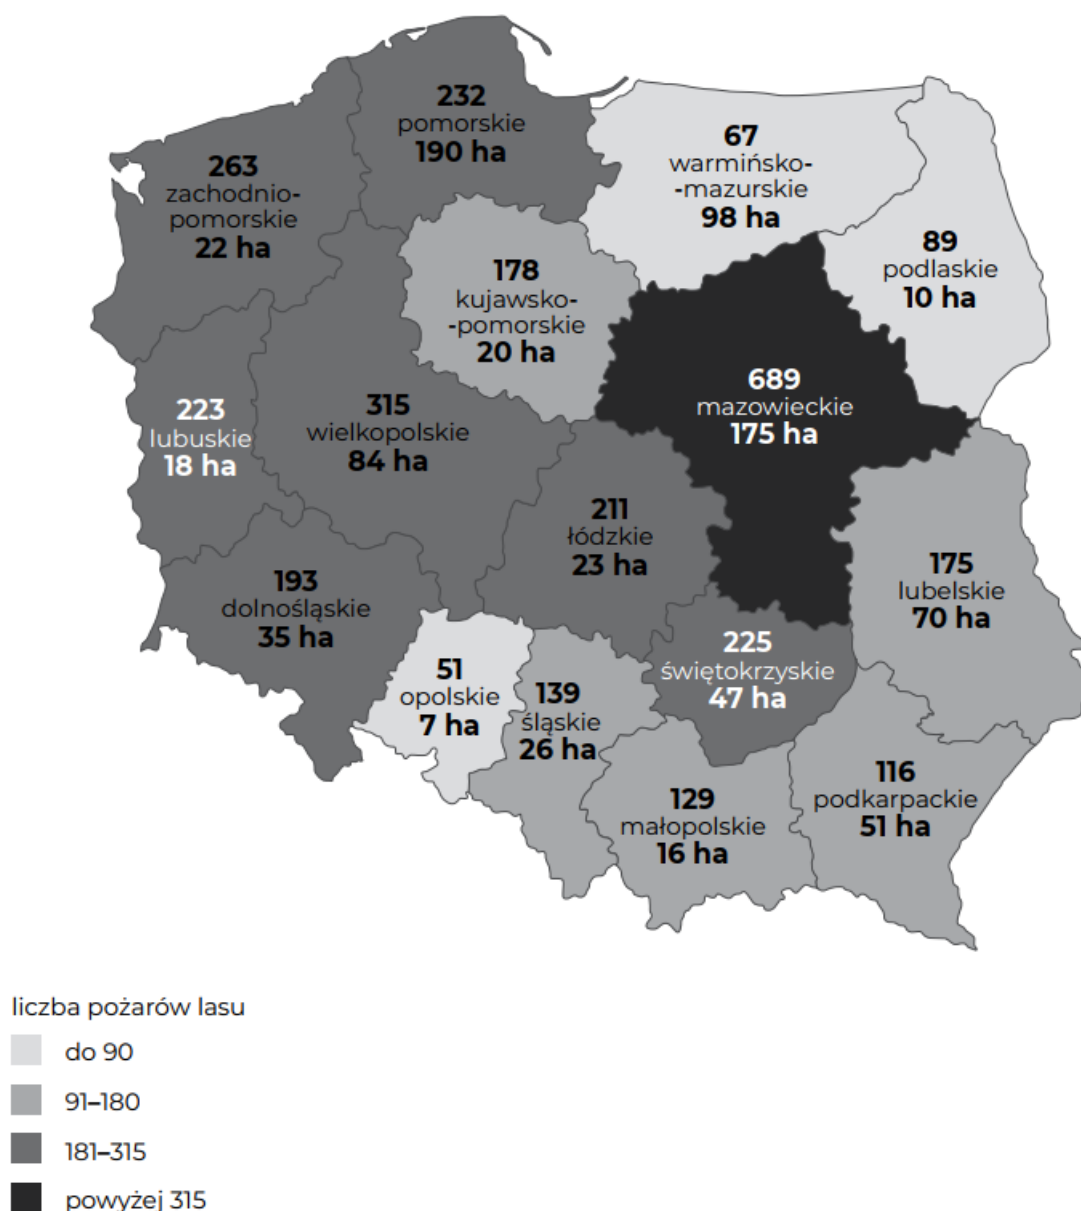 232
pomorskie
190 ha
67
warmińsko-
-mazurskie
98 ha
263
zachodnio-
pomorskie
22 ha
89
podlaskie
10 ha
178
kujawsko-
-pomorskie
20 ha
689
mazowieckie
175 ha
315
wielkopolskie
84 ha
223
lubuskie
18 ha
211
łódzkie
23 ha
175
lubelskie
70 ha
193
dolnośląskie
35 ha
225
świętokrzyskie
47 ha
51
opolskie
7 ha
139
śląskie
26 ha
116
podkarpackie
51 ha
129
małopolskie
16 ha
liczba pożarów lasu
do 90
91–180
181–315
powyżej 315